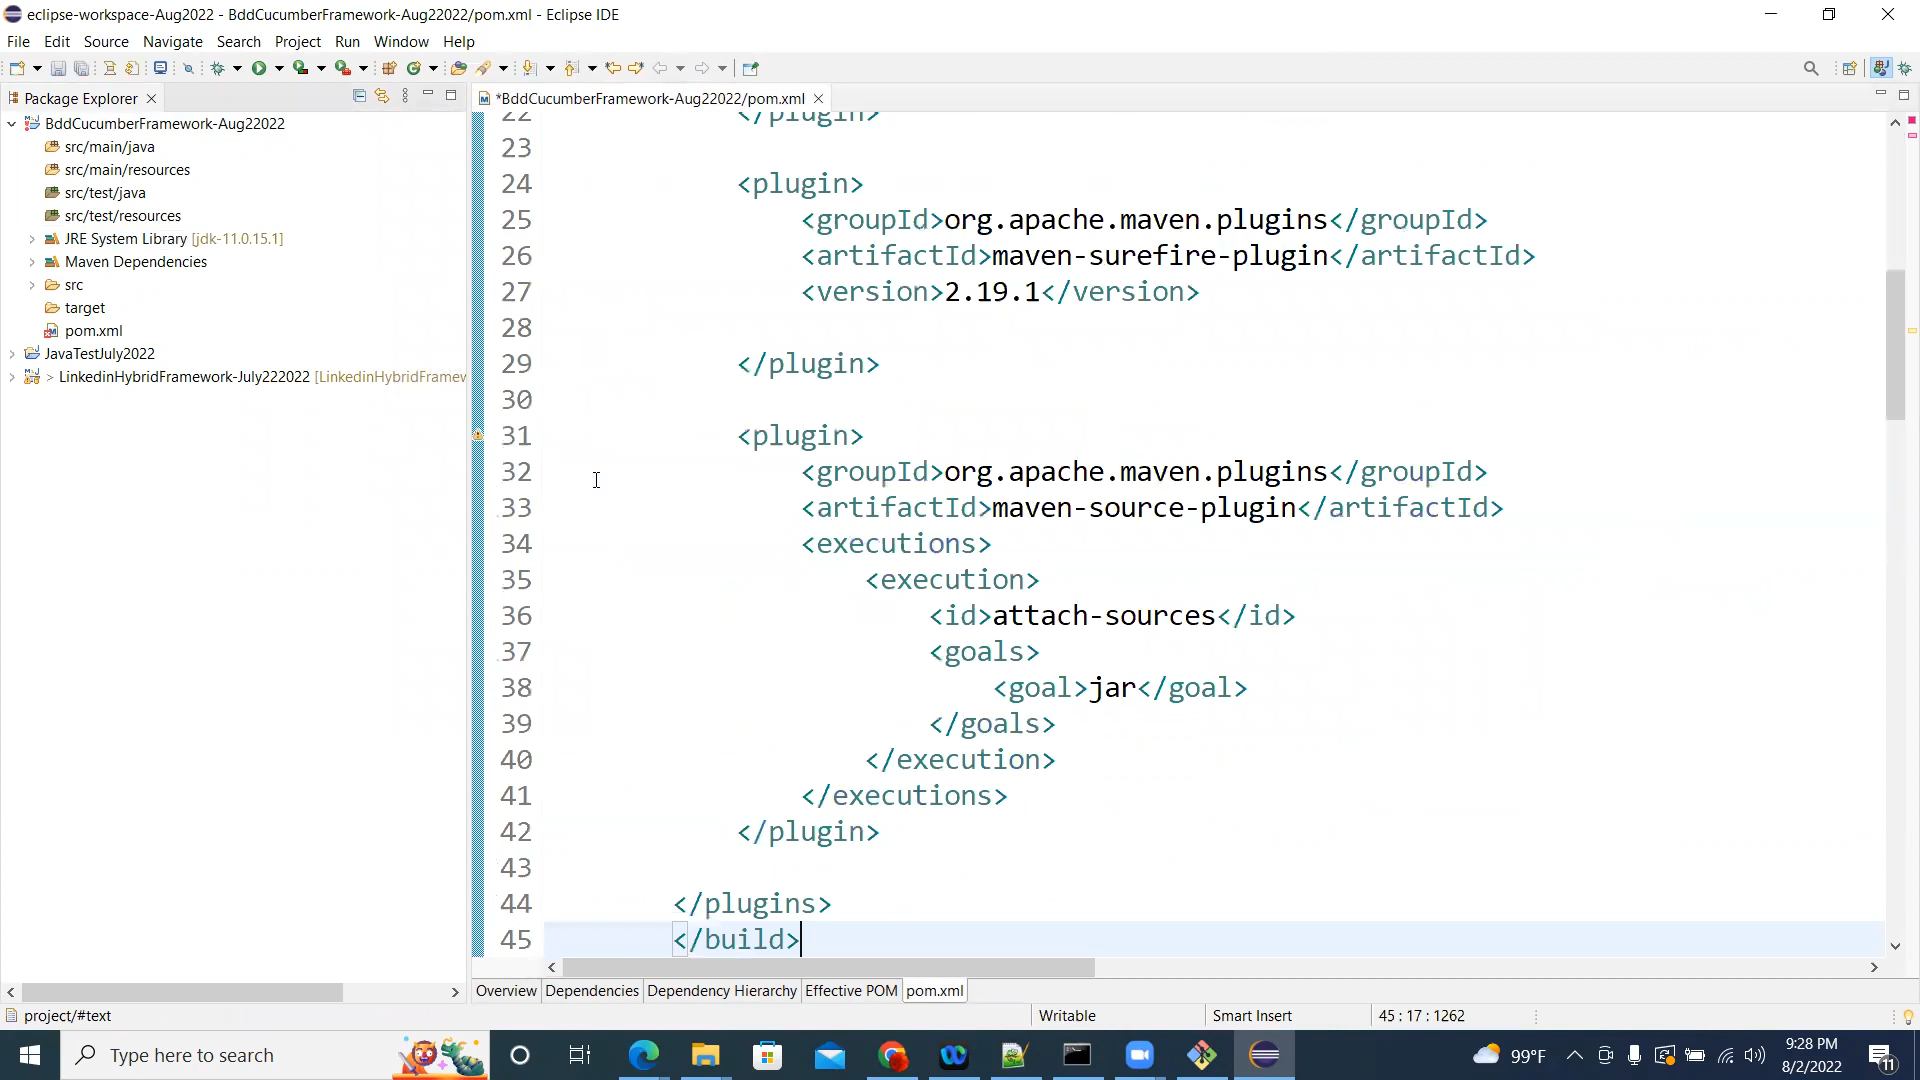 eclipse-workspace-Aug2022 - BddCucumberFramework-Aug22022/pom.xml - Eclipse IDE
File Edit Source Navigate Search Project Run Window Help
Package Explorer
*BddCucumberFramework-Aug22022/pom.xml
BddCucumberFramework-Aug22022
src/main/java
src/main/resources
src/test/java
src/test/resources
JRE System Library [jdk-11.0.15.1]
Maven Dependencies
src
target
pom.xml
JavaTestJuly2022
> LinkedinHybridFramework-July222022 [LinkedinHybridFramew
22 </plugin>
23
24 <plugin>
25 <groupId>org.apache.maven.plugins</groupId>
26 <artifactId>maven-surefire-plugin</artifactId>
27 <version>2.19.1</version>
28
29 </plugin>
30
31 <plugin>
32 <groupId>org.apache.maven.plugins</groupId>
33 <artifactId>maven-source-plugin</artifactId>
34 <executions>
35 <execution>
36 <id>attach-sources</id>
37 <goals>
38 <goal>jar</goal>
39 </goals>
40 </execution>
41 </executions>
42 </plugin>
43
44 </plugins>
45 </build>
Overview Dependencies Dependency Hierarchy Effective POM pom.xml
project/#text
Writable Smart Insert 45 : 17 : 1262
Type here to search
99°F
9:28 PM
8/2/2022
11